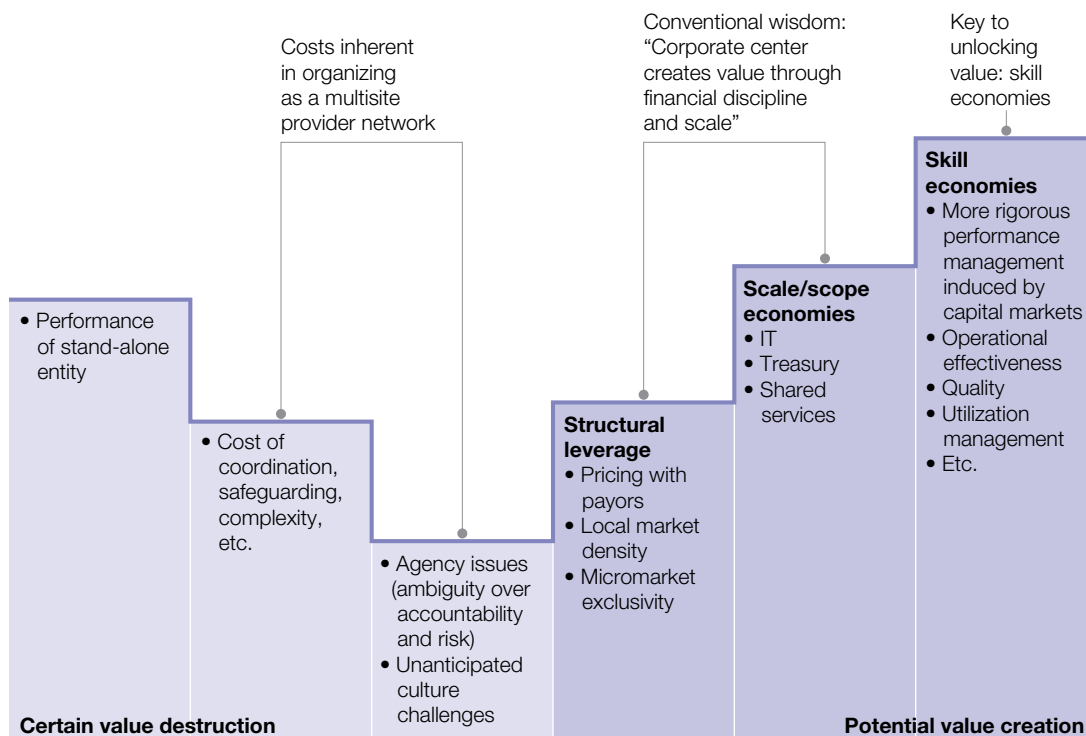 Costs inherent
in organizing
as a multisite
provider network
Conventional wisdom:
“Corporate center
creates value through
financial discipline
and scale”
Key to
unlocking
value: skill
economies
• Performance
of stand-alone
entity
• Cost of
coordination,
safeguarding,
complexity,
etc.
• Agency issues
(ambiguity over
accountability
and risk)
• Unanticipated
culture
challenges
Structural
leverage
• Pricing with
payors
• Local market
density
• Micromarket
exclusivity
Scale/scope
economies
• IT
• Treasury
• Shared
services
Skill
economies
• More rigorous
performance
management
induced by
capital markets
• Operational
effectiveness
• Quality
• Utilization
management
• Etc.
Certain value destruction
Potential value creation